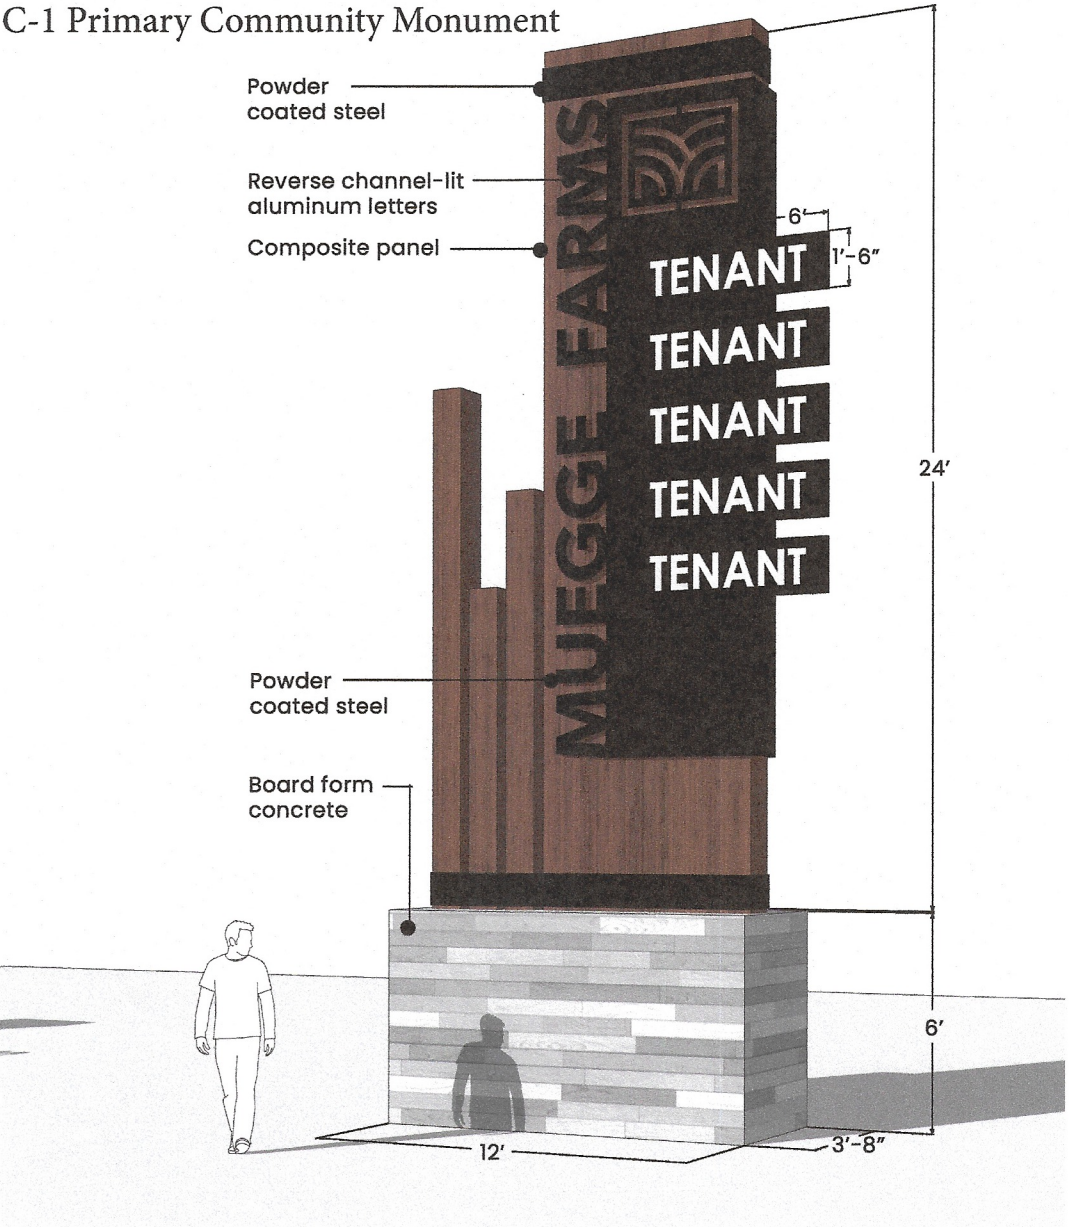 C-1 Primary Community Monument
Powder
coated steel
Reverse channel-lit
aluminum letters
Composite panel
MUEGGE FARMS
6′
1′-6″
TENANT
TENANT
TENANT
TENANT
TENANT
24′
Powder
coated steel
Board form
concrete
6′
12′
3′-8″